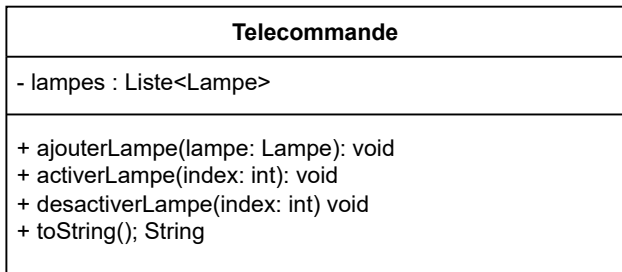 Telecommande
- lampes : Liste<Lampe>
+ ajouterLampe(lampe: Lampe): void
+ activerLampe(index: int): void
+ desactiverLampe(index: int) void
+ toString(); String